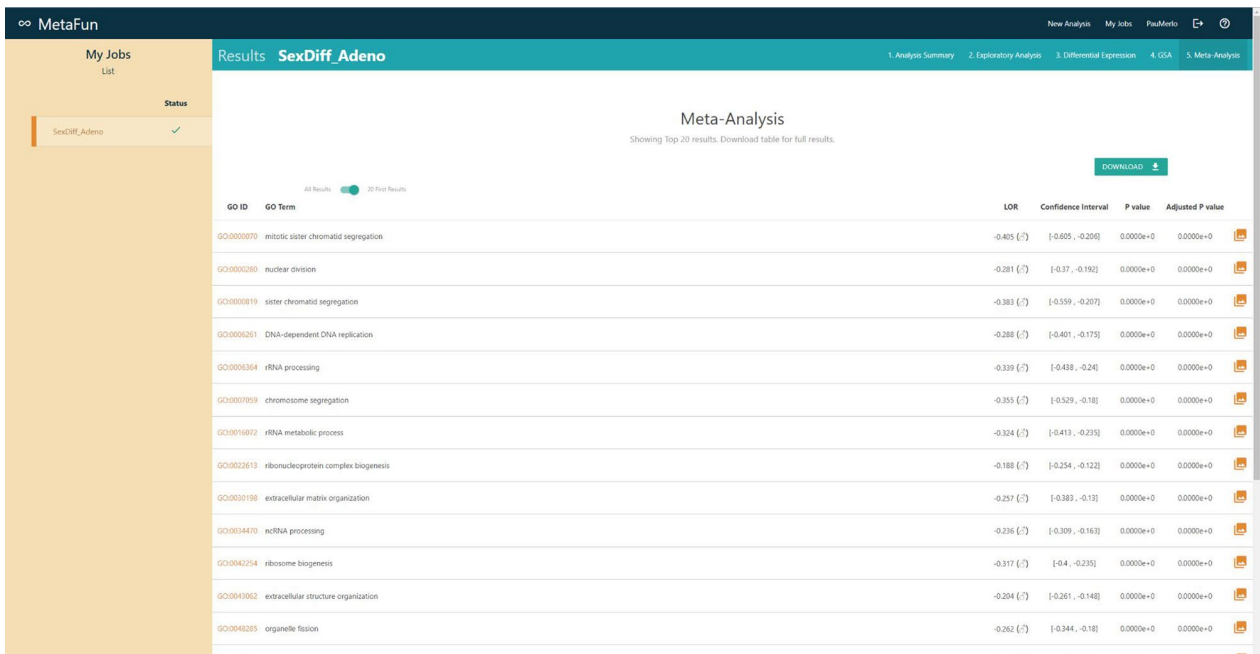 ∞ MetaFun New Analysis My Jobs PauMerlo
My Jobs
List
Status
SexDiff_Adeno
Results SexDiff_Adeno 1. Analysis Summary 2. Exploratory Analysis 3. Differential Expression 4. GSA 5. Meta-Analysis
Meta-Analysis
Showing Top 20 results. Download table for full results.
DOWNLOAD
All Results 20 First Results
GO ID GO Term LOR Confidence Interval P value Adjusted P value
GO:0000070 mitotic sister chromatid segregation -0.405 (♂) [-0.605 , -0.206] 0.0000e+0 0.0000e+0
GO:0000280 nuclear division -0.281 (♂) [-0.37 , -0.192] 0.0000e+0 0.0000e+0
GO:0000819 sister chromatid segregation -0.383 (♂) [-0.559 , -0.207] 0.0000e+0 0.0000e+0
GO:0006261 DNA-dependent DNA replication -0.288 (♂) [-0.401 , -0.175] 0.0000e+0 0.0000e+0
GO:0006364 rRNA processing -0.339 (♂) [-0.438 , -0.24] 0.0000e+0 0.0000e+0
GO:0007059 chromosome segregation -0.355 (♂) [-0.529 , -0.18] 0.0000e+0 0.0000e+0
GO:0016072 rRNA metabolic process -0.324 (♂) [-0.413 , -0.235] 0.0000e+0 0.0000e+0
GO:0022613 ribonucleoprotein complex biogenesis -0.188 (♂) [-0.254 , -0.122] 0.0000e+0 0.0000e+0
GO:0030198 extracellular matrix organization -0.257 (♂) [-0.383 , -0.13] 0.0000e+0 0.0000e+0
GO:0034470 ncRNA processing -0.236 (♂) [-0.309 , -0.163] 0.0000e+0 0.0000e+0
GO:0042254 ribosome biogenesis -0.317 (♂) [-0.4 , -0.235] 0.0000e+0 0.0000e+0
GO:0043062 extracellular structure organization -0.204 (♂) [-0.261 , -0.148] 0.0000e+0 0.0000e+0
GO:0048285 organelle fission -0.262 (♂) [-0.344 , -0.18] 0.0000e+0 0.0000e+0